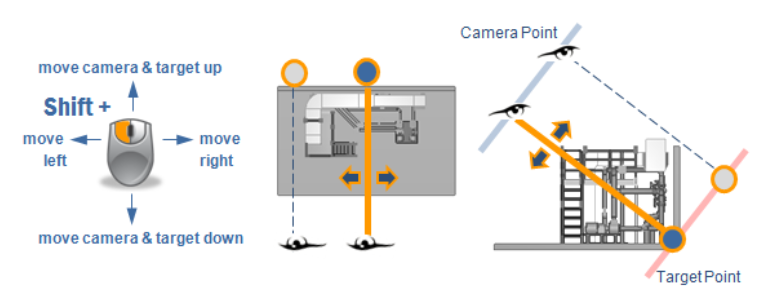 Camera Point
move camera & target up
Shift +
move
left
move
right
move camera & target down
Target Point